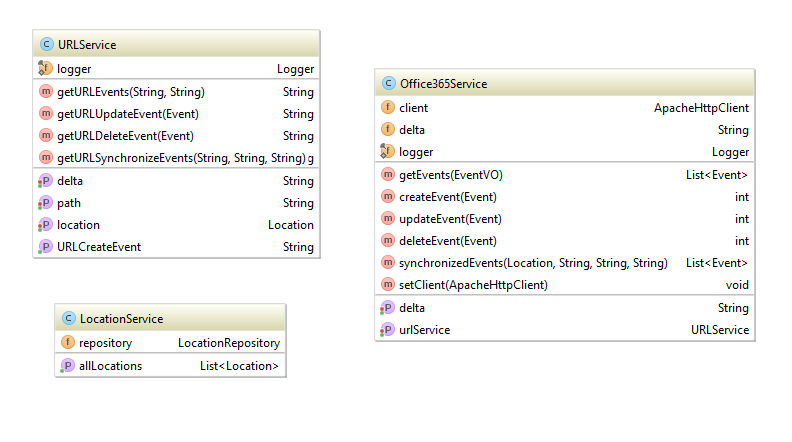 C URLService
f logger Logger
m getURLEvents(String, String) String
m getURLUpdateEvent(Event) String
m getURLDeleteEvent(Event) String
m getURLSynchronizeEvents(String, String, String) g
P delta String
P path String
P location Location
P URLCreateEvent String
C LocationService
f repository LocationRepository
P allLocations List<Location>
C Office365Service
f client ApacheHttpClient
f delta String
f logger Logger
m getEvents(EventVO) List<Event>
m createEvent(Event) int
m updateEvent(Event) int
m deleteEvent(Event) int
m synchronizedEvents(Location, String, String, String) List<Event>
m setClient(ApacheHttpClient) void
P delta String
P urlService URLService